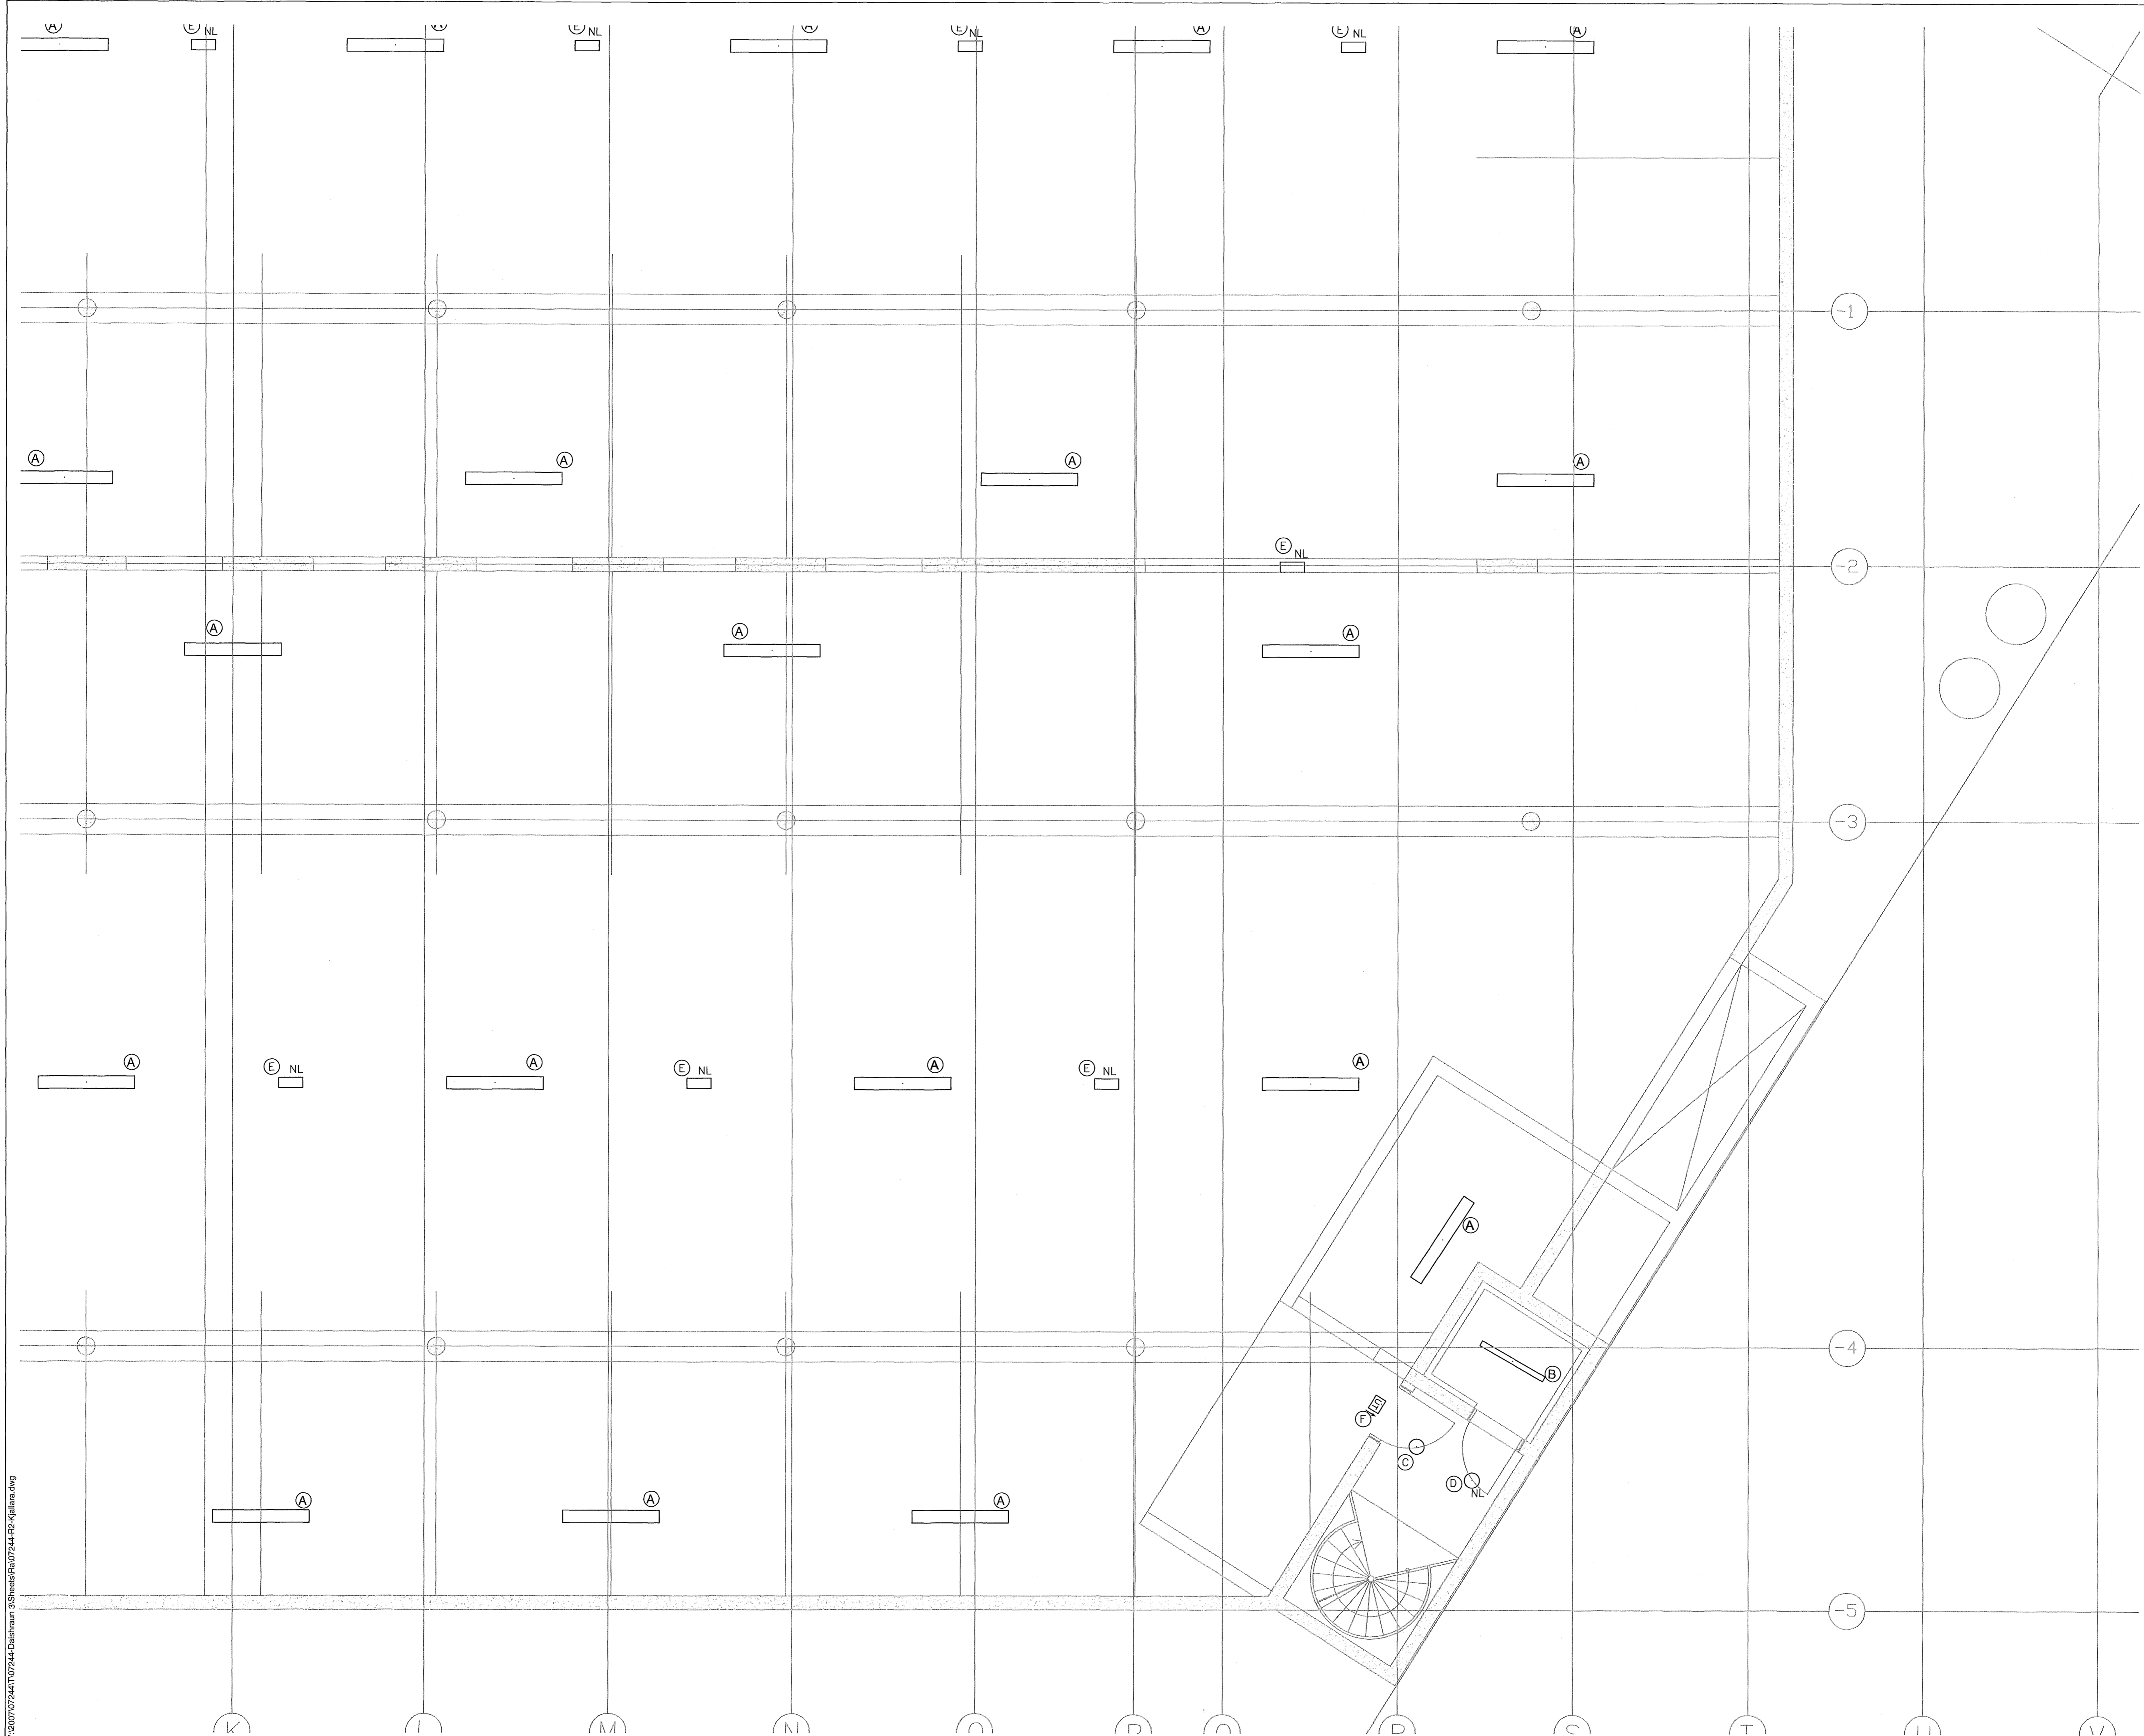 A E NL A E NL A E NL A E NL A
-1
A A A A
E NL
-2
A A A
-3
A E NL A E NL A E NL A
A
-4
B
UT
F
C
D
NL
A A A
-5
K L M N O P Q R S T U V
:\2007\07244\T\07244-Dalshraun 3\Sheets\Ra\07244-R2-Kjallara.dwg